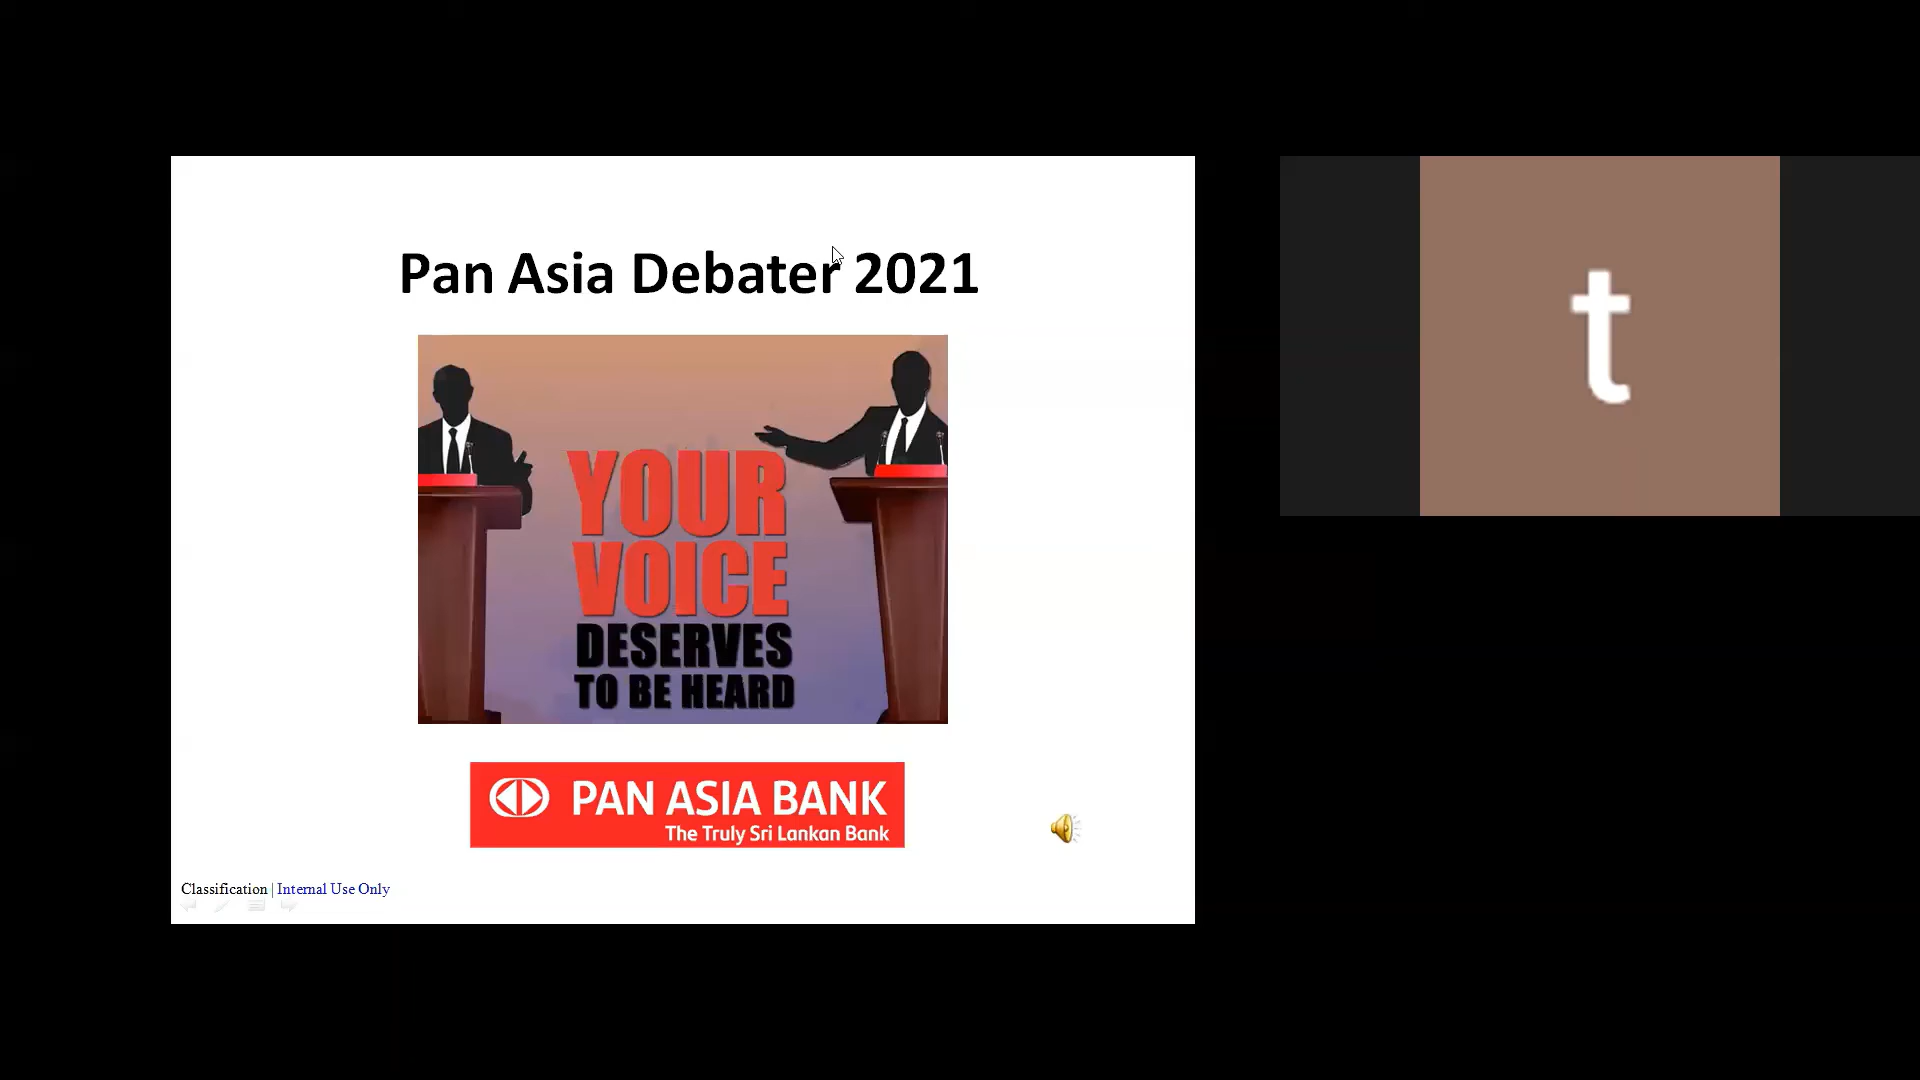 Pan Asia Debater 2021
YOUR
VOICE
DESERVES
TO BE HEARD
PAN ASIA BANK
The Truly Sri Lankan Bank
Classification | Internal Use Only
t